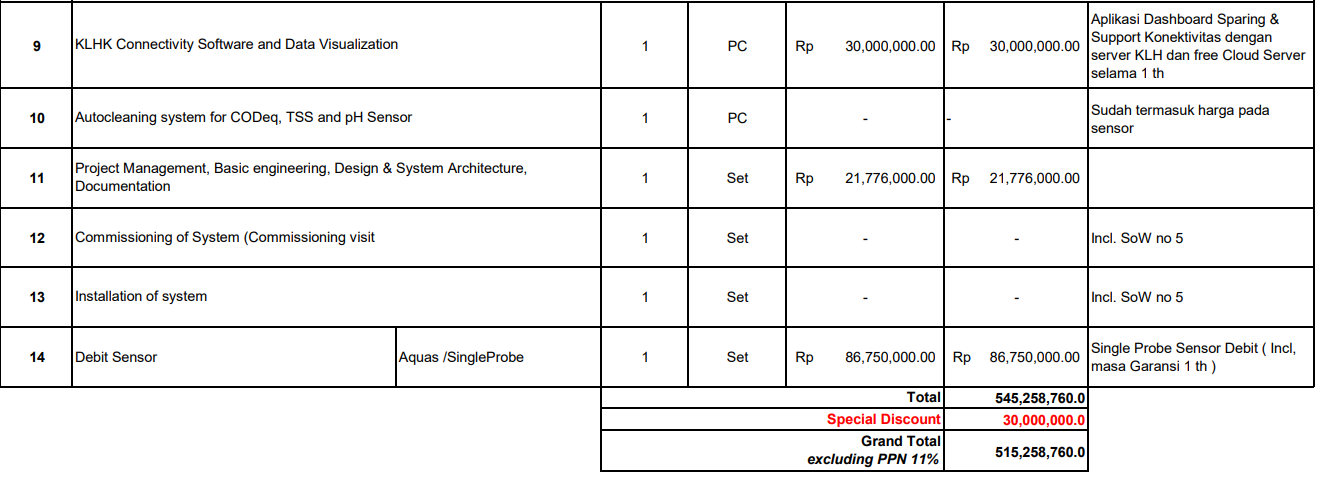 9 KLHK Connectivity Software and Data Visualization 1 PC Rp 30,000,000.00 Rp 30,000,000.00 Aplikasi Dashboard Sparing &
Support Konektivitas dengan
server KLH dan free Cloud Server
selama 1 th
10 Autocleaning system for CODeq, TSS and pH Sensor 1 PC - - Sudah termasuk harga pada
sensor
11 Project Management, Basic engineering, Design & System Architecture,
Documentation 1 Set Rp 21,776,000.00 Rp 21,776,000.00
12 Commissioning of System (Commissioning visit 1 Set - - Incl. SoW no 5
13 Installation of system 1 Set - - Incl. SoW no 5
14 Debit Sensor Aquas /SingleProbe 1 Set Rp 86,750,000.00 Rp 86,750,000.00 Single Probe Sensor Debit ( Incl,
masa Garansi 1 th )
Total 545,258,760.0
Special Discount 30,000,000.0
Grand Total
excluding PPN 11% 515,258,760.0